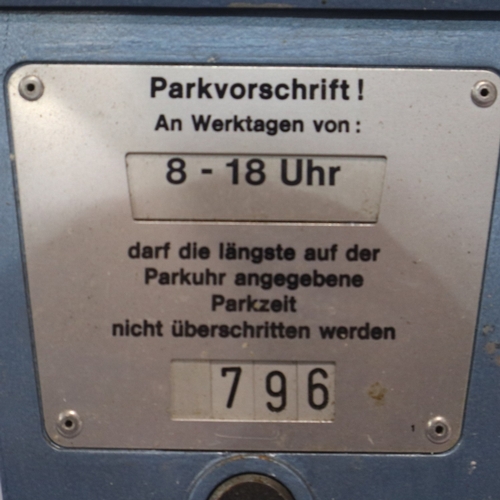 Parkvorschrift!
An Werktagen von:
8 - 18 Uhr
darf die längste auf der
Parkuhr angegebene
Parkzeit
nicht überschritten werden
796
1